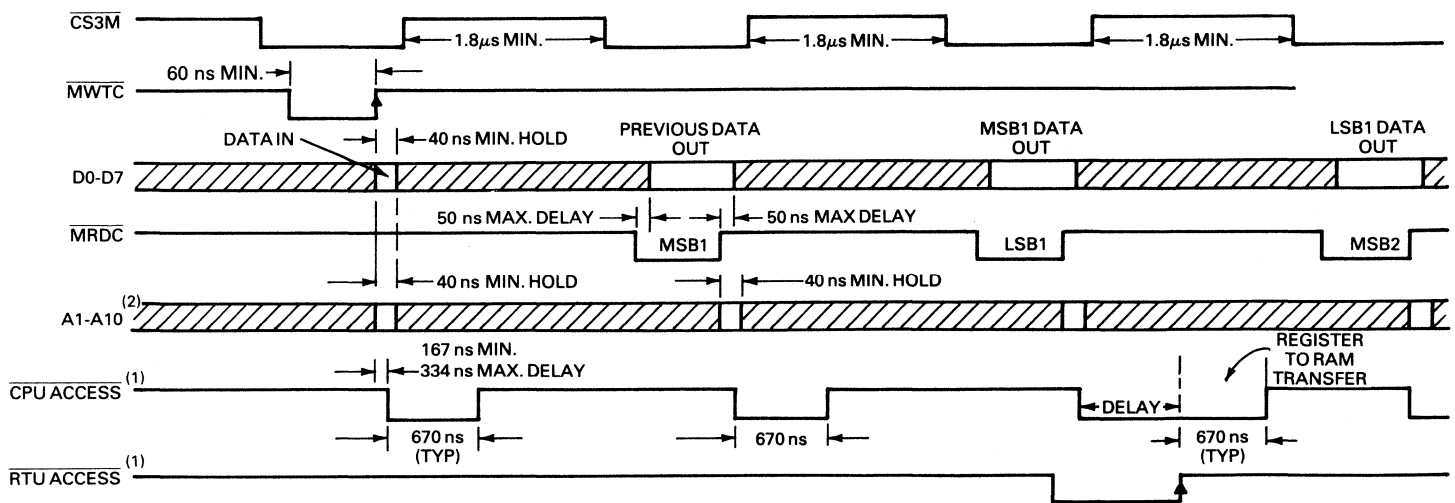 CS3M
1.8μs MIN. 1.8μs MIN. 1.8μs MIN.
60 ns MIN.
MWTC
DATA IN 40 ns MIN. HOLD PREVIOUS DATA OUT MSB1 DATA OUT LSB1 DATA OUT
D0-D7
50 ns MAX. DELAY 50 ns MAX DELAY
MRDC MSB1 LSB1 MSB2
40 ns MIN. HOLD 40 ns MIN. HOLD
A1-A10 (2)
167 ns MIN.
334 ns MAX. DELAY
REGISTER TO RAM TRANSFER
CPU ACCESS (1)
DELAY
670 ns (TYP) 670 ns 670 ns (TYP)
RTU ACCESS (1)